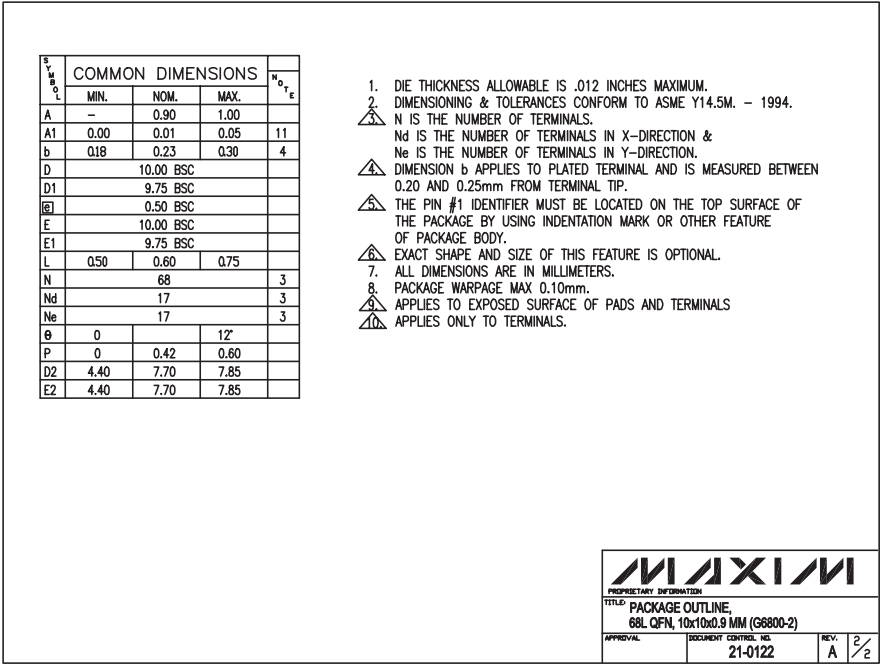 SYMBOL COMMON DIMENSIONS NOTE
MIN. NOM. MAX.
A – 0.90 1.00
A1 0.00 0.01 0.05 11
b 0.18 0.23 0.30 4
D 10.00 BSC
D1 9.75 BSC
e 0.50 BSC
E 10.00 BSC
E1 9.75 BSC
L 0.50 0.60 0.75
N 68 3
Nd 17 3
Ne 17 3
θ 0 12°
P 0 0.42 0.60
D2 4.40 7.70 7.85
E2 4.40 7.70 7.85
1. DIE THICKNESS ALLOWABLE IS .012 INCHES MAXIMUM.
2. DIMENSIONING & TOLERANCES CONFORM TO ASME Y14.5M. – 1994.
3. N IS THE NUMBER OF TERMINALS.
Nd IS THE NUMBER OF TERMINALS IN X–DIRECTION &
Ne IS THE NUMBER OF TERMINALS IN Y–DIRECTION.
4. DIMENSION b APPLIES TO PLATED TERMINAL AND IS MEASURED BETWEEN
0.20 AND 0.25mm FROM TERMINAL TIP.
5. THE PIN #1 IDENTIFIER MUST BE LOCATED ON THE TOP SURFACE OF
THE PACKAGE BY USING INDENTATION MARK OR OTHER FEATURE
OF PACKAGE BODY.
6. EXACT SHAPE AND SIZE OF THIS FEATURE IS OPTIONAL.
7. ALL DIMENSIONS ARE IN MILLIMETERS.
8. PACKAGE WARPAGE MAX 0.10mm.
9. APPLIES TO EXPOSED SURFACE OF PADS AND TERMINALS
10. APPLIES ONLY TO TERMINALS.
MAXIM
PROPRIETARY INFORMATION
TITLE: PACKAGE OUTLINE,
68L QFN, 10x10x0.9 MM (G6800-2)
APPROVAL DOCUMENT CONTROL NO. REV.
21-0122 A 2/2